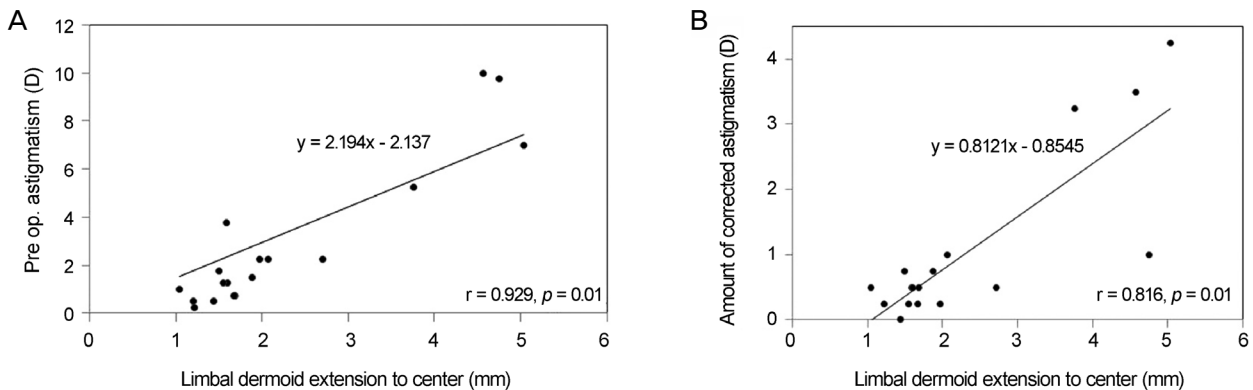 A
12
10
8
6
4
2
0
Pre op. astigmatism (D)
y = 2.194x - 2.137
r = 0.929, p = 0.01
0 1 2 3 4 5 6
Limbal dermoid extension to center (mm)
B
4
3
2
1
0
Amount of corrected astigmatism (D)
y = 0.8121x - 0.8545
r = 0.816, p = 0.01
0 1 2 3 4 5 6
Limbal dermoid extension to center (mm)